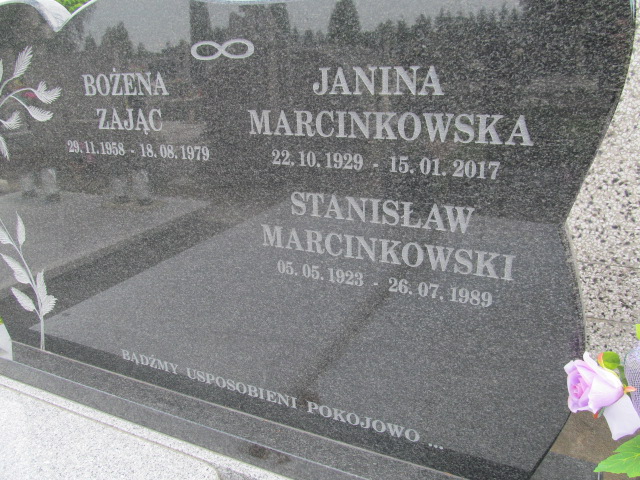 BOŻENA
ZAJĄC
29.11.1958 - 18.08.1979
JANINA
MARCINKOWSKA
22.10.1929 - 15.01.2017
STANISŁAW
MARCINKOWSKI
05.05.1923 - 26.07.1989
BĄDŹMY USPOSOBIENI POKOJOWO ...